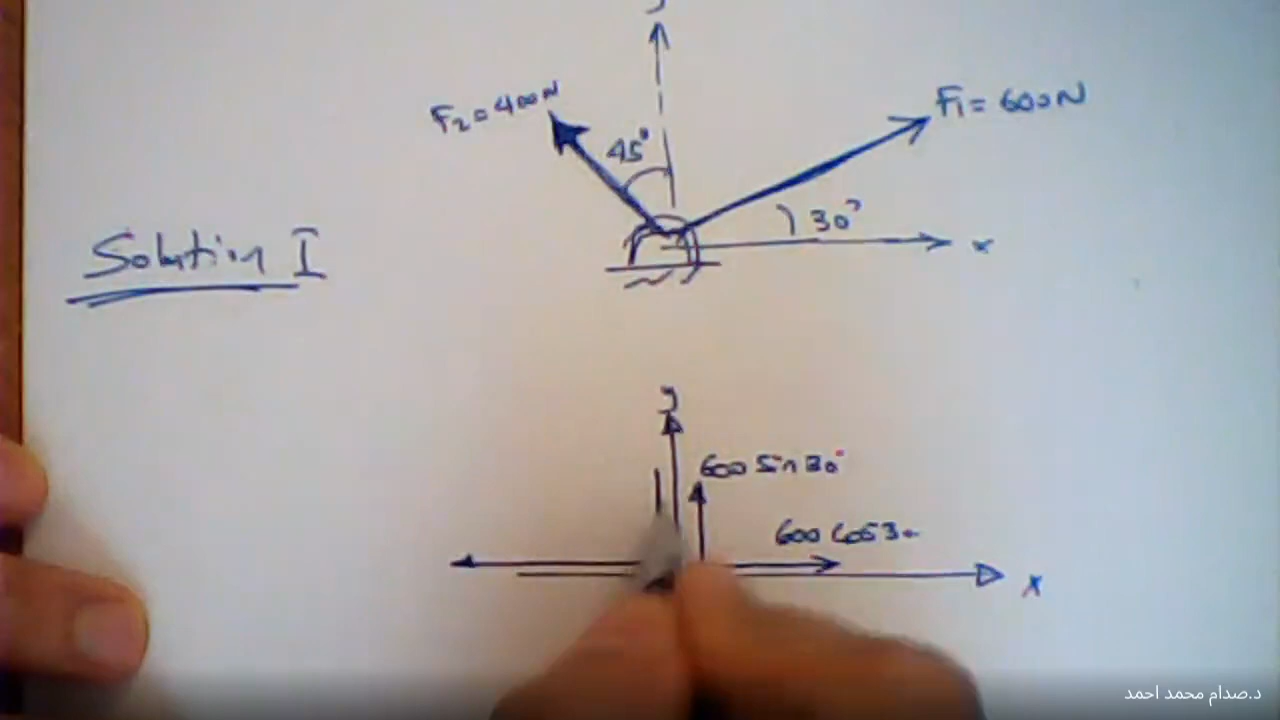 F₂ = 400N
F₁ = 600N
45°
30°
x
Solution I
y
600 Sin 30°
600 Cos 30
x
د.صدام محمد احمد